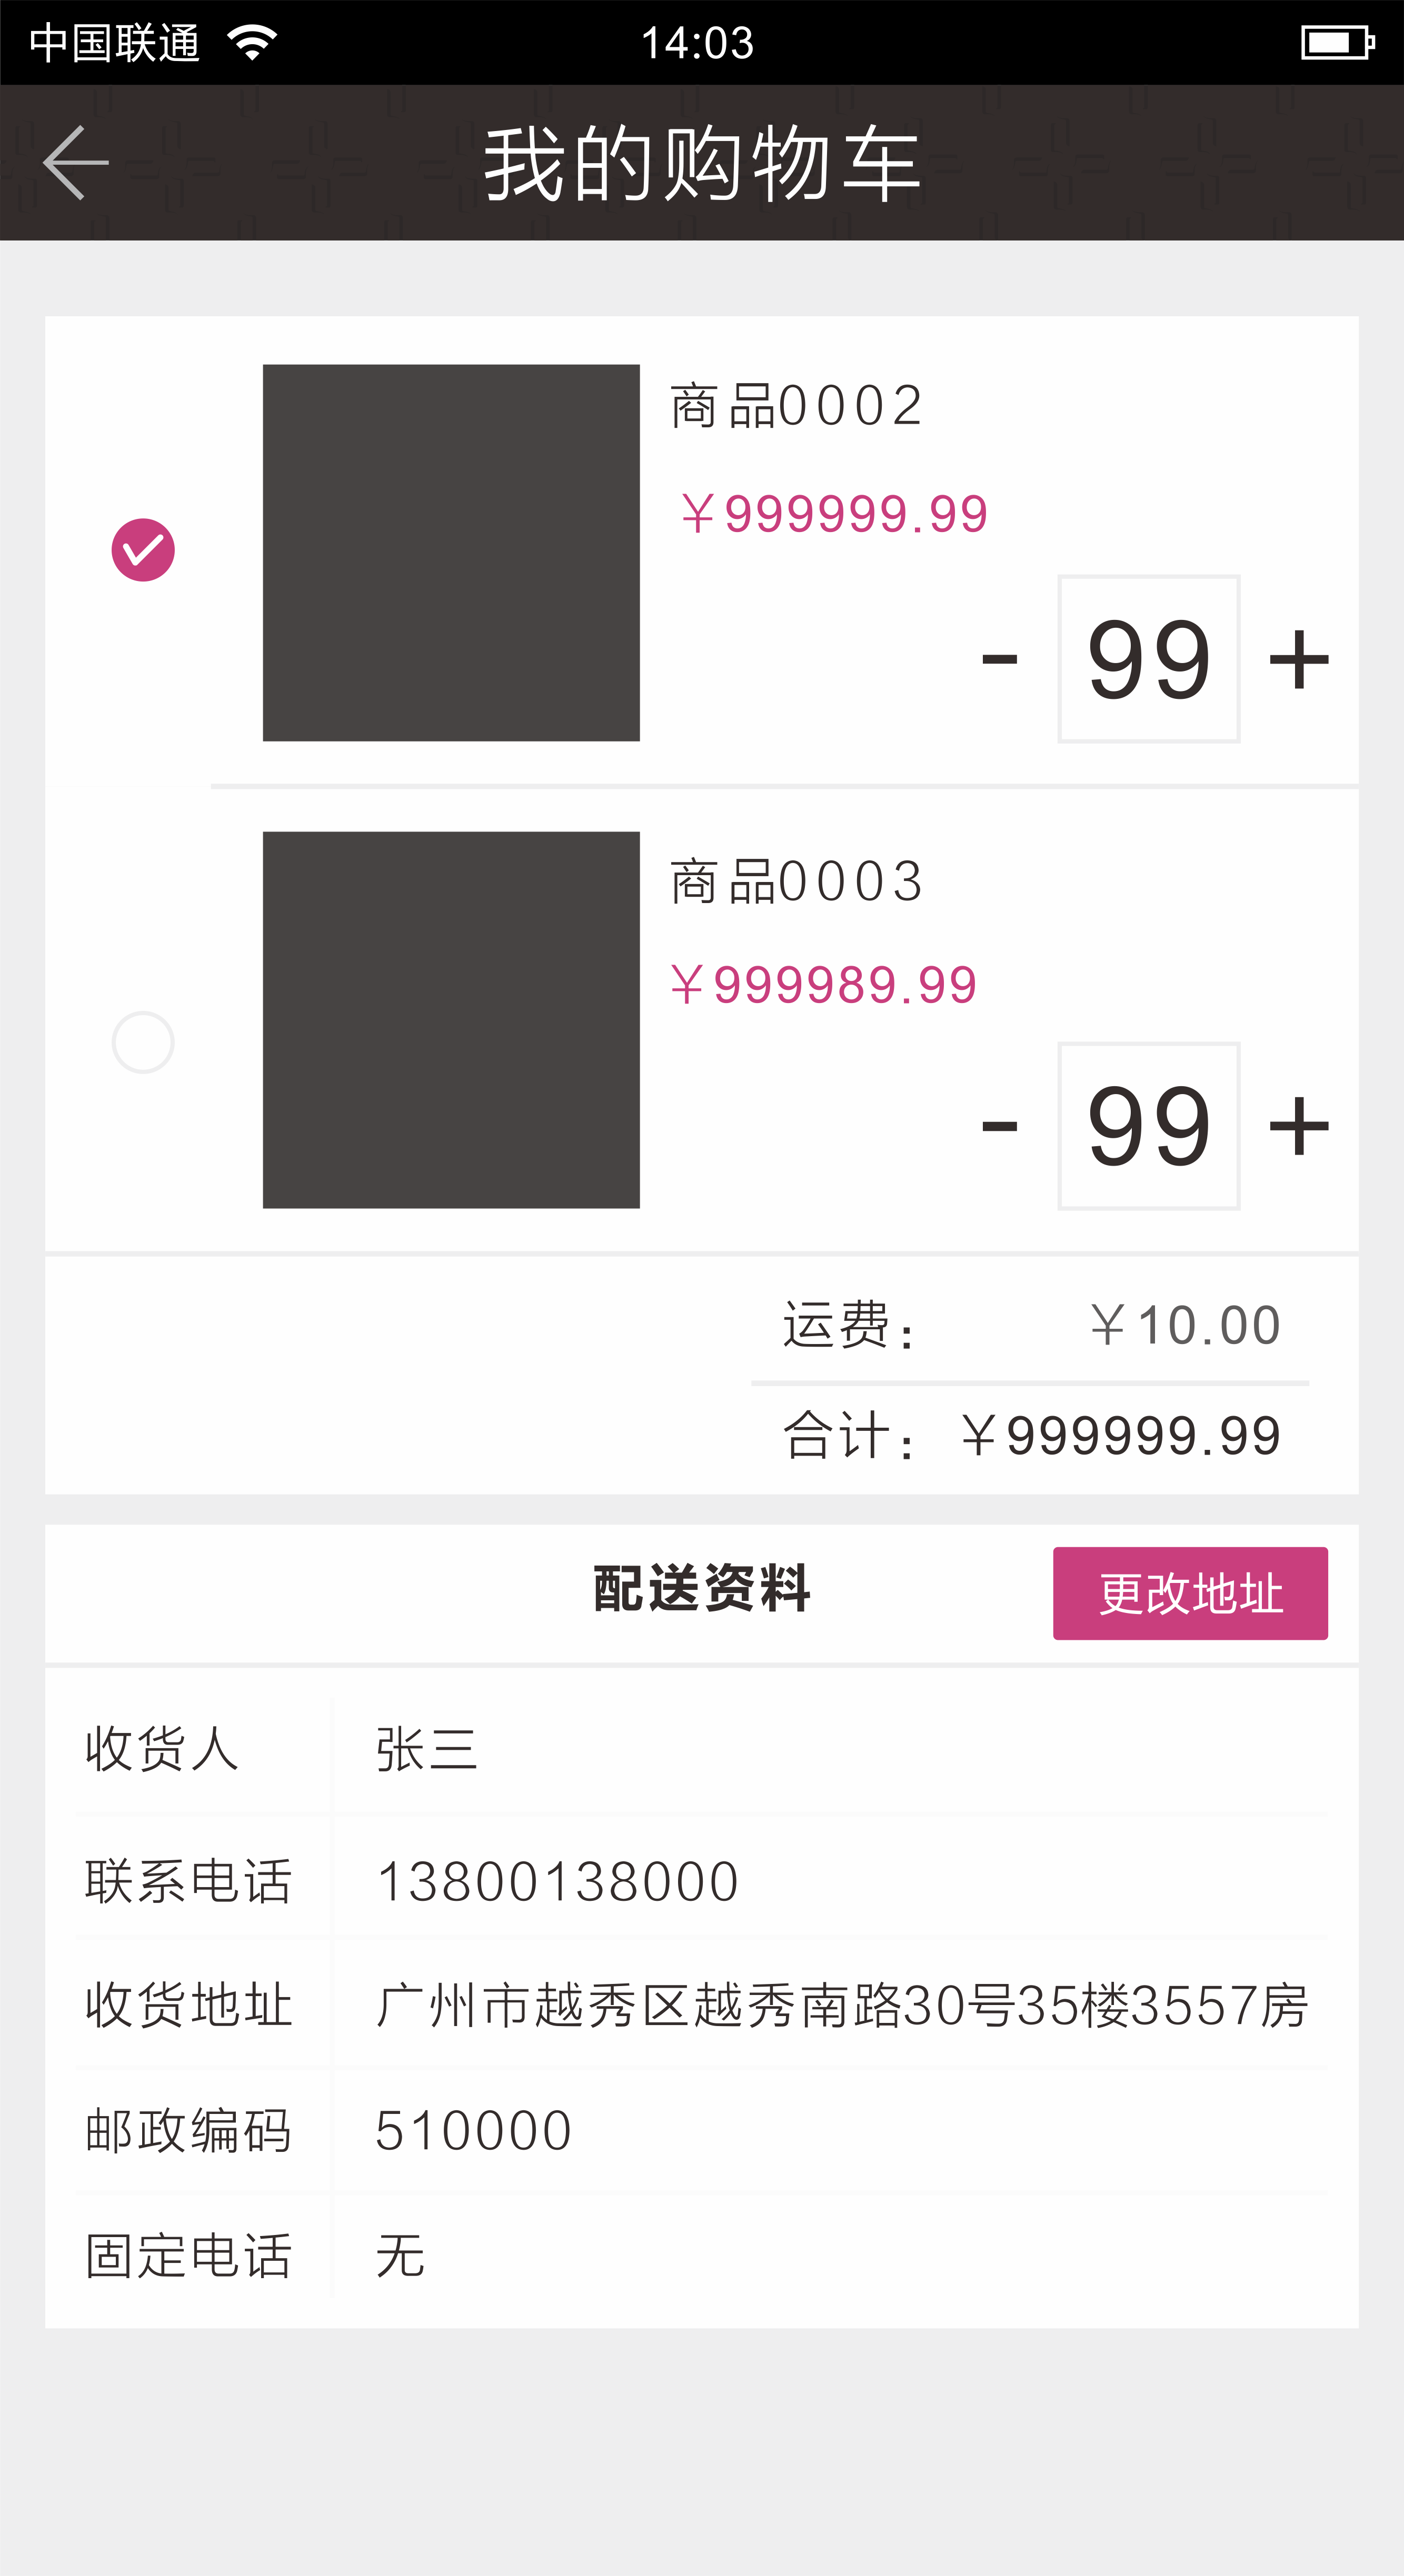 中国联通 14:03
我的购物车
商品0002
￥999999.99
- 99 +
商品0003
￥999989.99
- 99 +
运费： ￥10.00
合计： ￥999999.99
配送资料 更改地址
收货人 张三
联系电话 13800138000
收货地址 广州市越秀区越秀南路30号35楼3557房
邮政编码 510000
固定电话 无